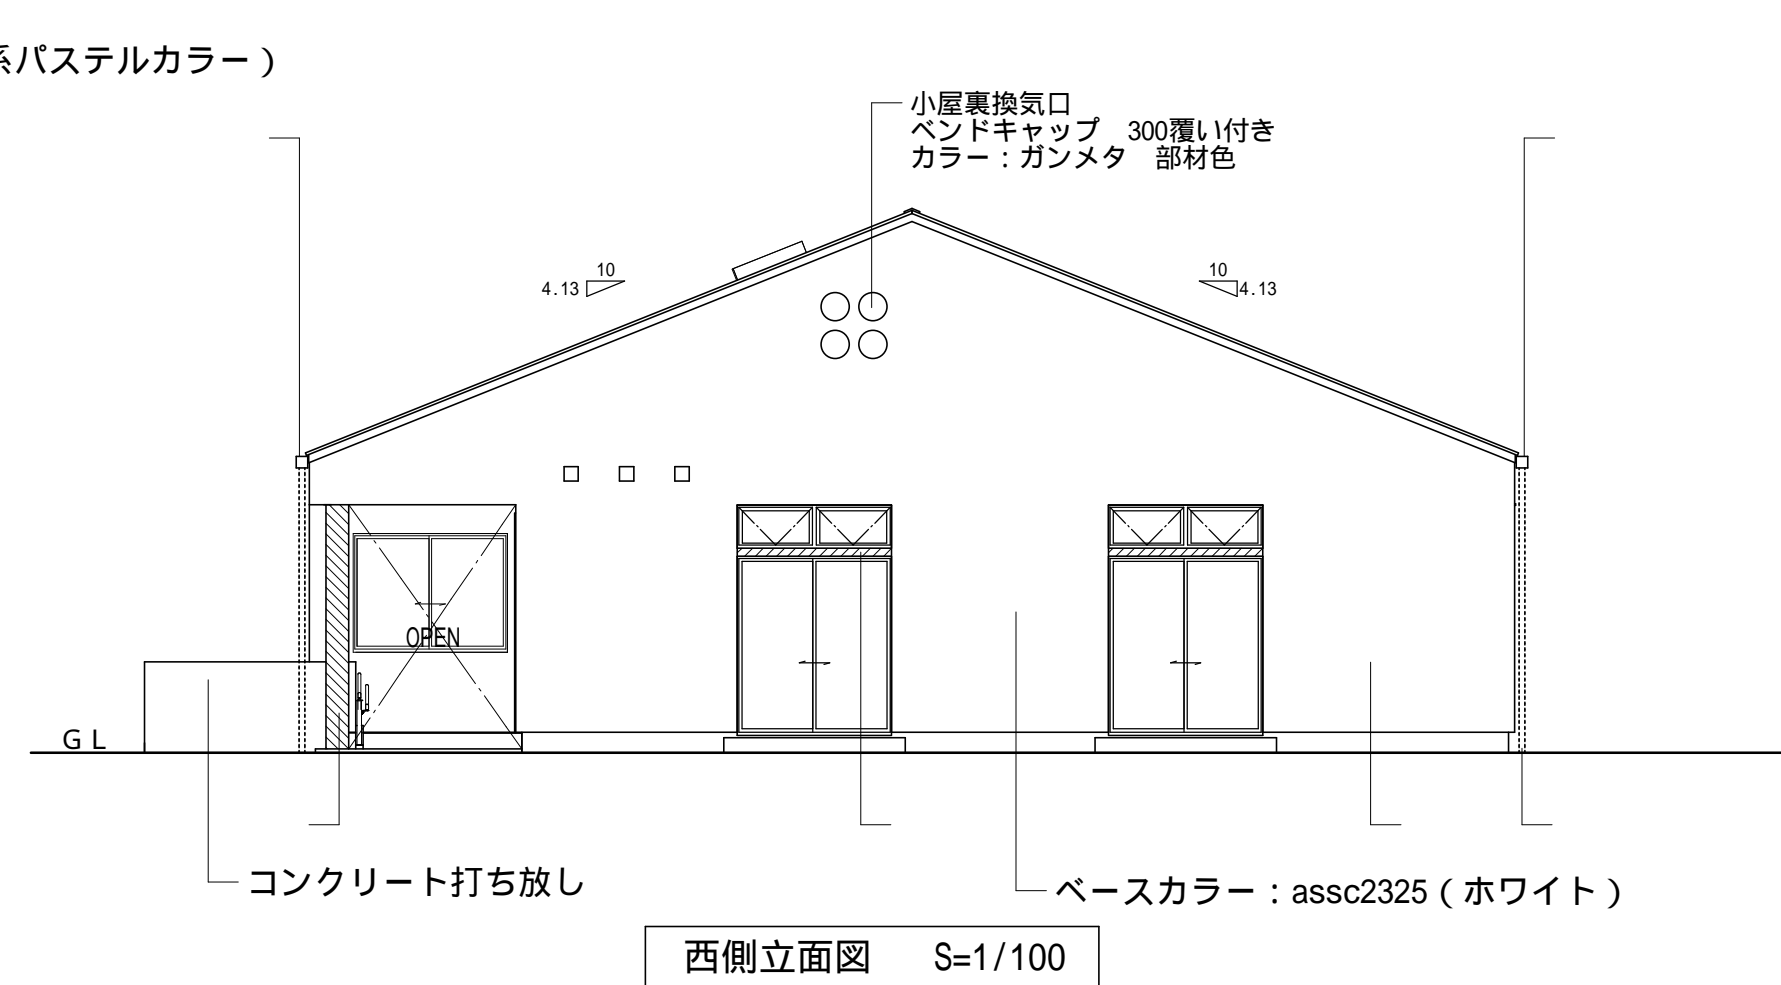 系パステルカラー）
小屋裏換気口
ベンドキャップ　300覆い付き
カラー：ガンメタ　部材色
10
4.13
10
4.13
OPEN
ＧＬ
コンクリート打ち放し
ベースカラー：assc2325（ホワイト）
西側立面図　S=1/100